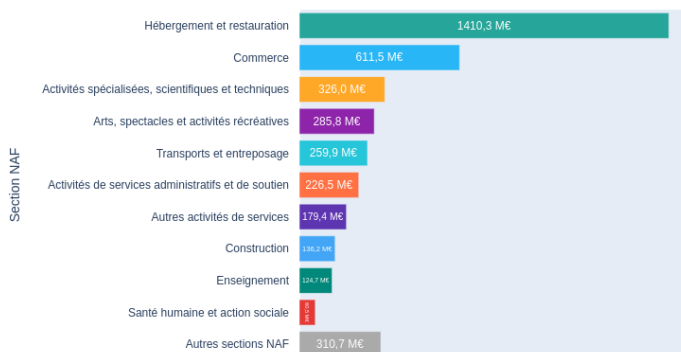 Hébergement et restauration 1410,3 M€
Commerce 611,5 M€
Activités spécialisées, scientifiques et techniques 326,0 M€
Arts, spectacles et activités récréatives 285,8 M€
Transports et entreposage 259,9 M€
Section NAF
Activités de services administratifs et de soutien 226,5 M€
Autres activités de services 179,4 M€
Construction 136,2 M€
Enseignement 124,7 M€
Santé humaine et action sociale
Autres sections NAF 310,7 M€